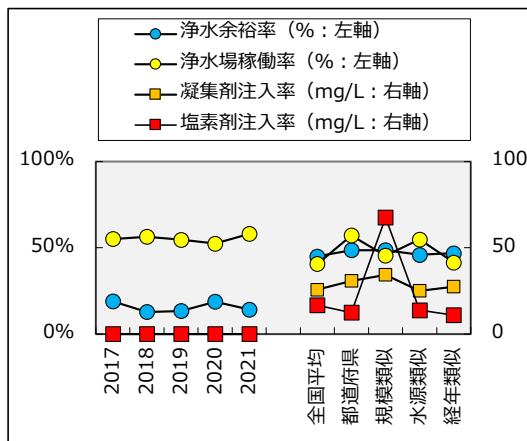 浄水余裕率（%：左軸）
浄水場稼働率（%：左軸）
凝集剤注入率（mg/L：右軸）
塩素剤注入率（mg/L：右軸）
100% 100
50% 50
0% 0
2017 2018 2019 2020 2021 全国平均 都道府県 規模類似 水源類似 経年類似